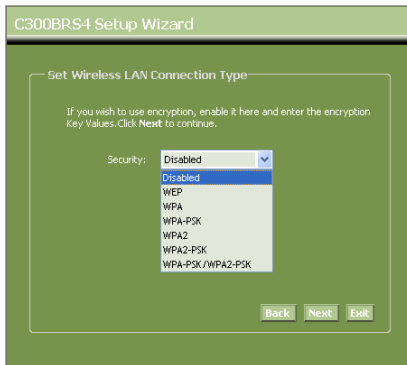 C300BRS4 Setup Wizard
Set Wireless LAN Connection Type
If you wish to use encryption, enable it here and enter the encryption
Key Values.Click Next to continue.
Security: Disabled
Disabled
WEP
WPA
WPA-PSK
WPA2
WPA2-PSK
WPA-PSK/WPA2-PSK
Back Next Exit